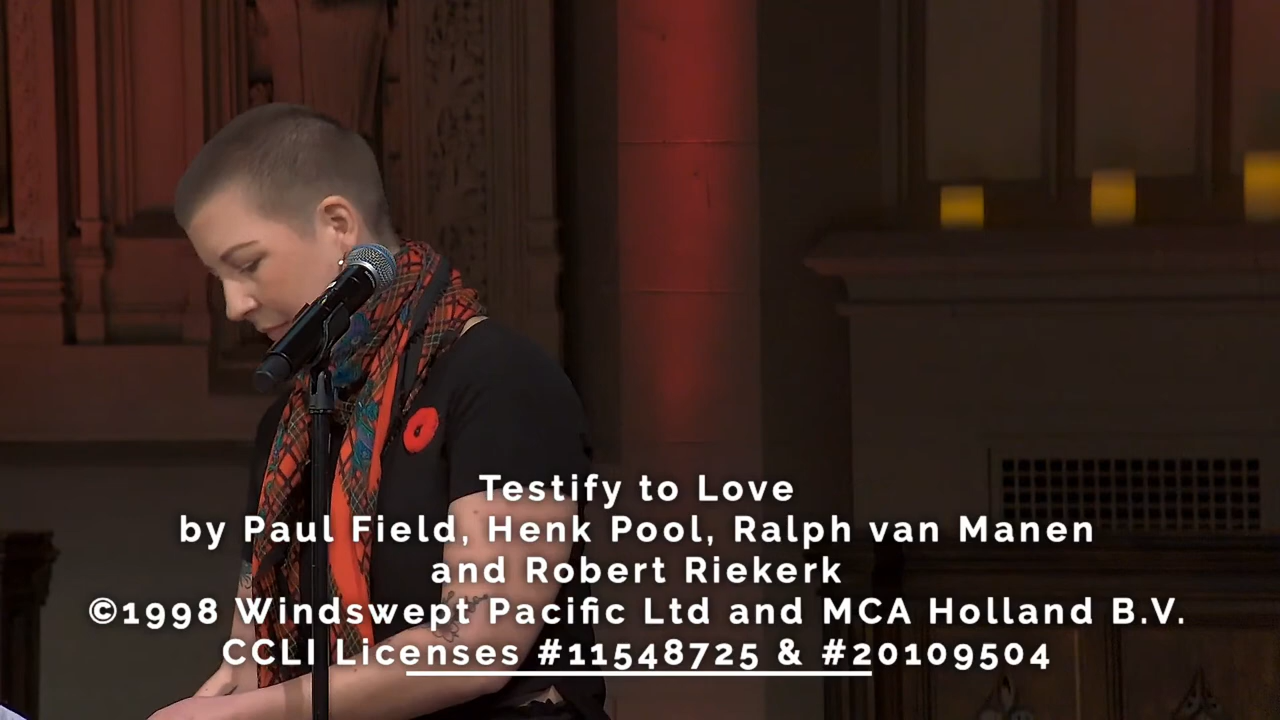 Testify to Love
by Paul Field, Henk Pool, Ralph van Manen
and Robert Riekerk
©1998 Windswept Pacific Ltd and MCA Holland B.V.
CCLI Licenses #11548725 & #20109504